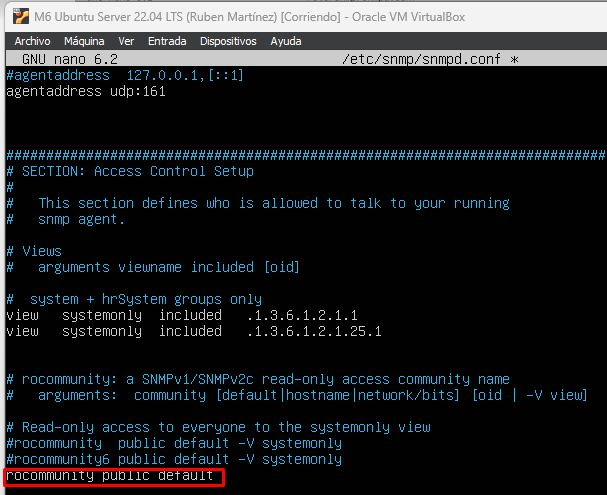 M6 Ubuntu Server 22.04 LTS (Ruben Martínez) [Corriendo] - Oracle VM VirtualBox
Archivo Máquina Ver Entrada Dispositivos Ayuda
GNU nano 6.2 /etc/snmp/snmpd.conf *
#agentaddress  127.0.0.1,[::1]
agentaddress udp:161
###########################################################################
# SECTION: Access Control Setup
#
#   This section defines who is allowed to talk to your running
#   snmp agent.
# Views
#   arguments viewname included [oid]
#  system + hrSystem groups only
view   systemonly  included   .1.3.6.1.2.1.1
view   systemonly  included   .1.3.6.1.2.1.25.1
# rocommunity: a SNMPv1/SNMPv2c read-only access community name
#   arguments:  community [default|hostname|network/bits] [oid | -V view]
# Read-only access to everyone to the systemonly view
#rocommunity  public default -V systemonly
#rocommunity6 public default -V systemonly
rocommunity public default